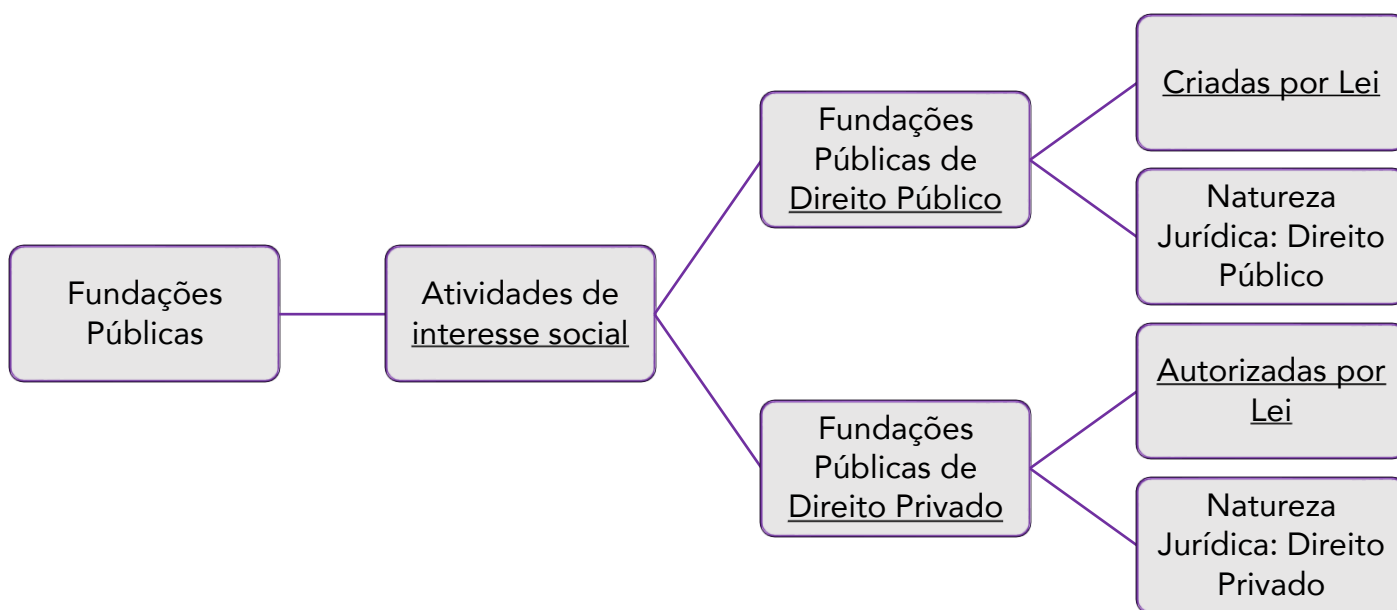 Fundações
Públicas
Atividades de
interesse social
Fundações
Públicas de
Direito Público
Criadas por Lei
Natureza
Jurídica: Direito
Público
Fundações
Públicas de
Direito Privado
Autorizadas por
Lei
Natureza
Jurídica: Direito
Privado